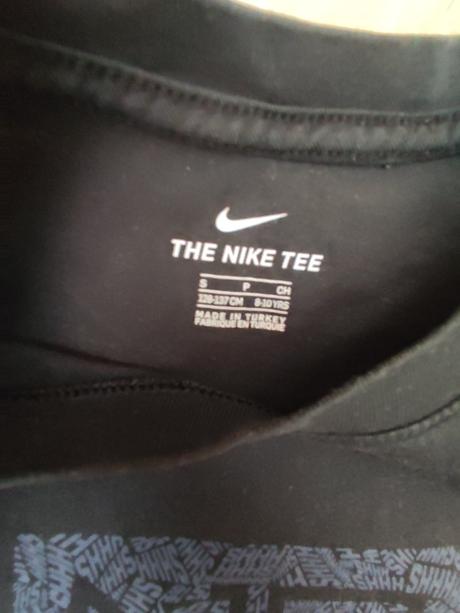 THE NIKE TEE
S P CH
128-137CM 8-10YRS
MADE IN TURKEY
FABRIQUE EN TURQUIE